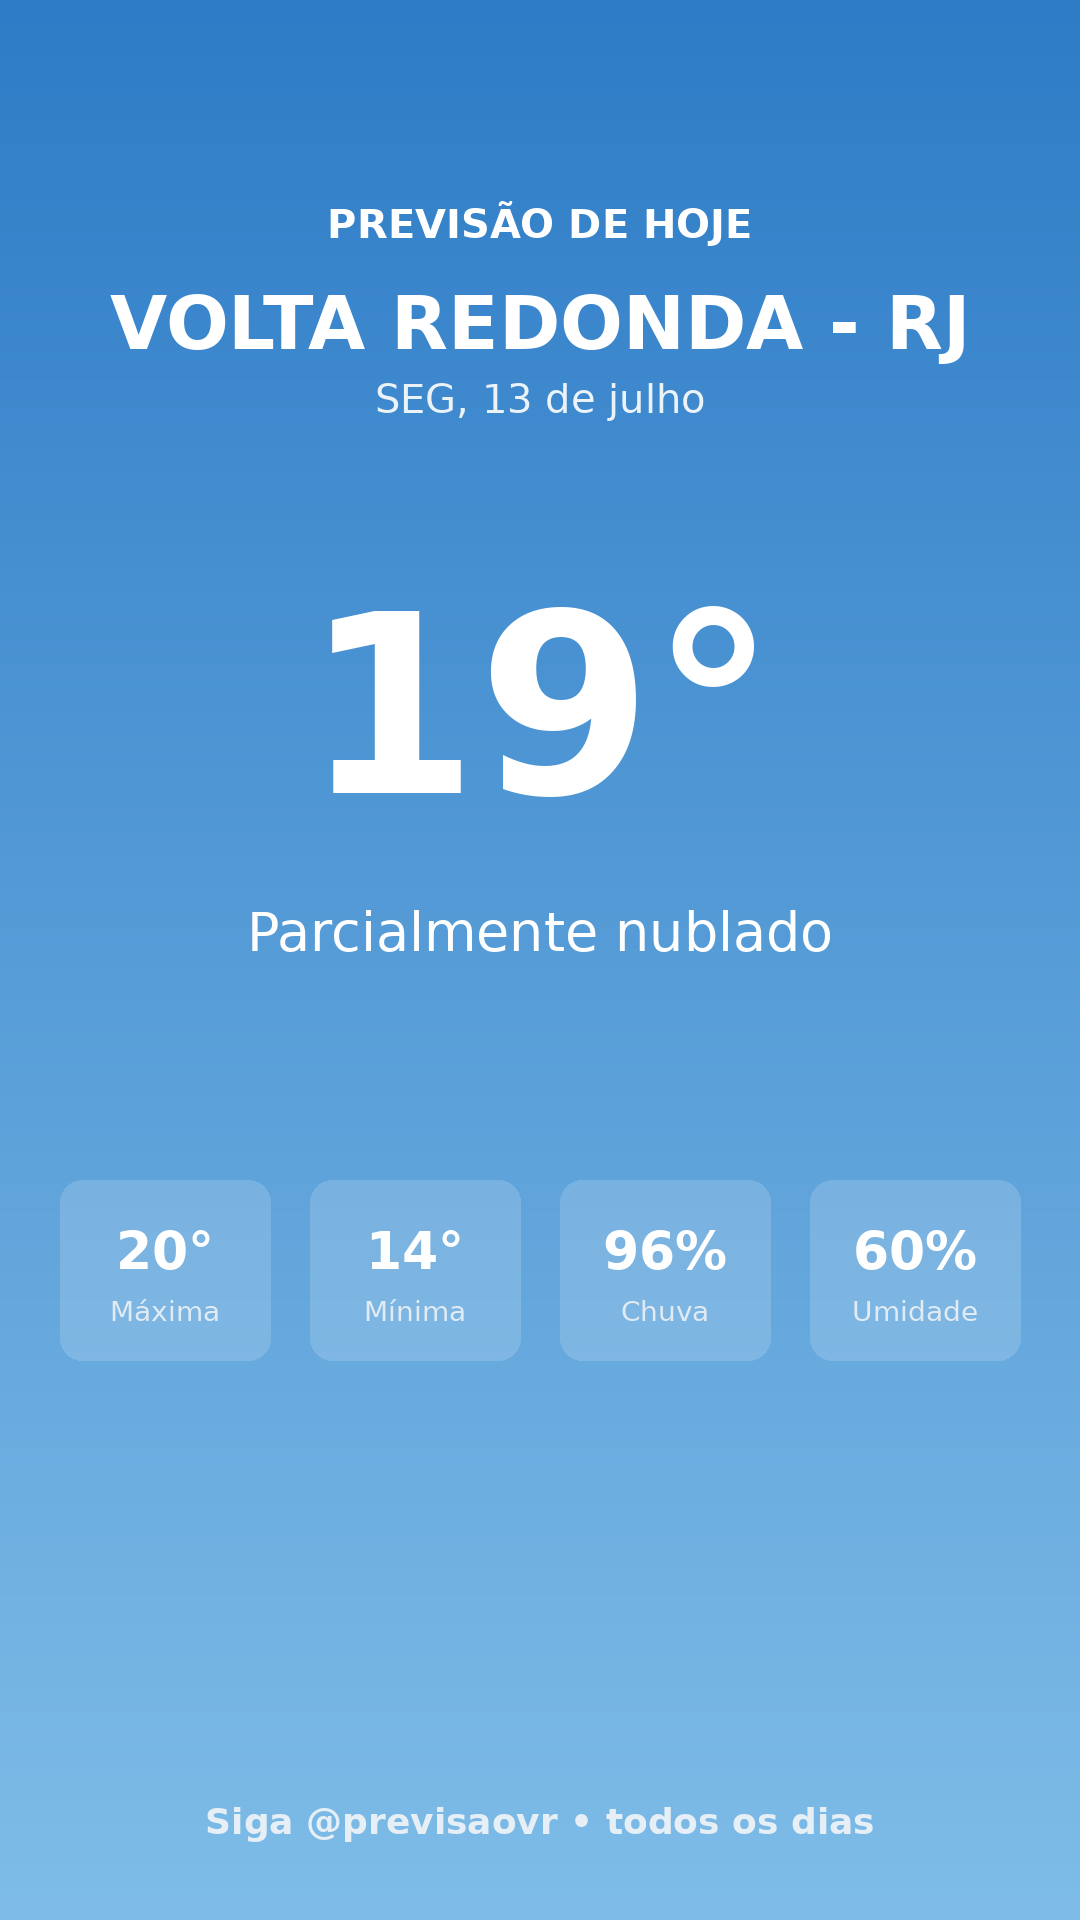 PREVISÃO DE HOJE
VOLTA REDONDA - RJ
SEG, 13 de julho
19°
Parcialmente nublado
20° 14° 96% 60%
Máxima Mínima Chuva Umidade
Siga @previsaovr • todos os dias